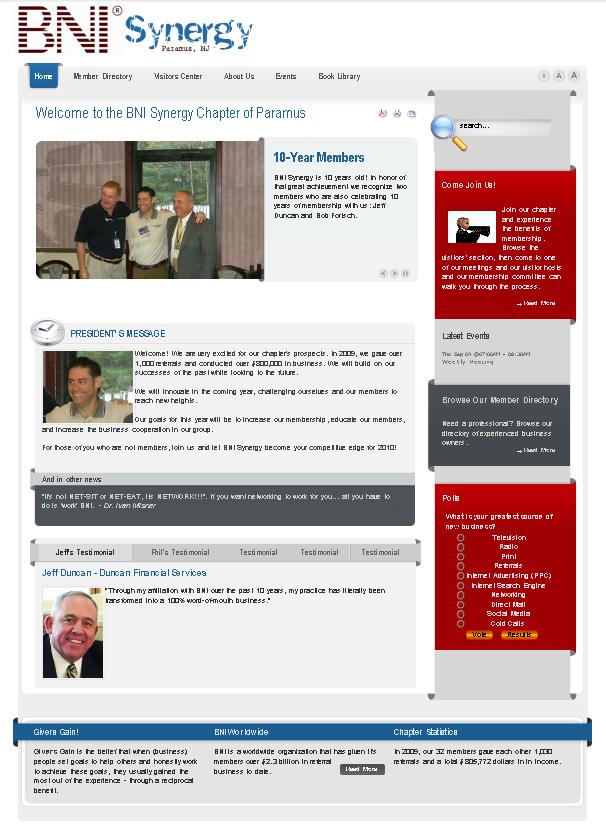 BNI® Synergy
Paramus, NJ
Home Member Directory Visitors Center About Us Events Book Library
A A A
Welcome to the BNI Synergy Chapter of Paramus
search...
10-Year Members
BNI Synergy is 10 years old! In honor of
that great achievement we recognize two
members who are also celebrating 10
years of membership with us: Jeff
Duncan and Bob Forisch.
Come Join Us!
Join our chapter
and experience
the benefits of
membership.
Browse the
visitors' section, then come to one
of our meetings and our visitor hosts
and our membership committee can
walk you through the process.
Read More
PRESIDENT'S MESSAGE
Welcome! We are very excited for our chapter's prospects. In 2009, we gave over
1,000 referrals and conducted over $800,000 in business. We will build on our
successes of the past while looking to the future.
We will innovate in the coming year, challenging ourselves and our members to
reach new heights.
Our goals for this year will be to increase our membership, educate our members,
and increase the business cooperation in our group.
For those of you who are not members, join us and let BNI Synergy become your competitive edge for 2010!
Latest Events
Thu Sep 09 @07:00AM - 08:30AM
Weekly Meeting
Browse Our Member Directory
Need a professional? Browse our
directory of experienced business
owners.
Read More
And in other news
"It's not NET-SIT or NET-EAT, it's NETWORK!!!". If you want networking to work for you... all you have to
do is 'work' BNI. - Dr. Ivan Misner
Polls
What is your greatest source of
new business?
Television
Radio
Print
Referrals
Internet Advertising (PPC)
Internet Search Engine
Networking
Direct Mail
Social Media
Cold Calls
Vote Results
Jeff's Testimonial Phil's Testimonial Testimonial Testimonial Testimonial
Jeff Duncan - Duncan Financial Services
"Through my affiliation with BNI over the past 10 years, my practice has literally been
transformed into a 100% word-of-mouth business."
Givers Gain!
Givers Gain is the belief that when (business)
people set goals to help others and honestly work
to achieve these goals, they usually gained the
most out of the experience - through a reciprocal
benefit.
BNI Worldwide
BNI is a worldwide organization that has given it's
members over $2.3 billion in referral
business to date.
Read More
Chapter Statistics
In 2009, our 32 members gave each other 1,030
referrals and a total $805,772 dollars in in income.